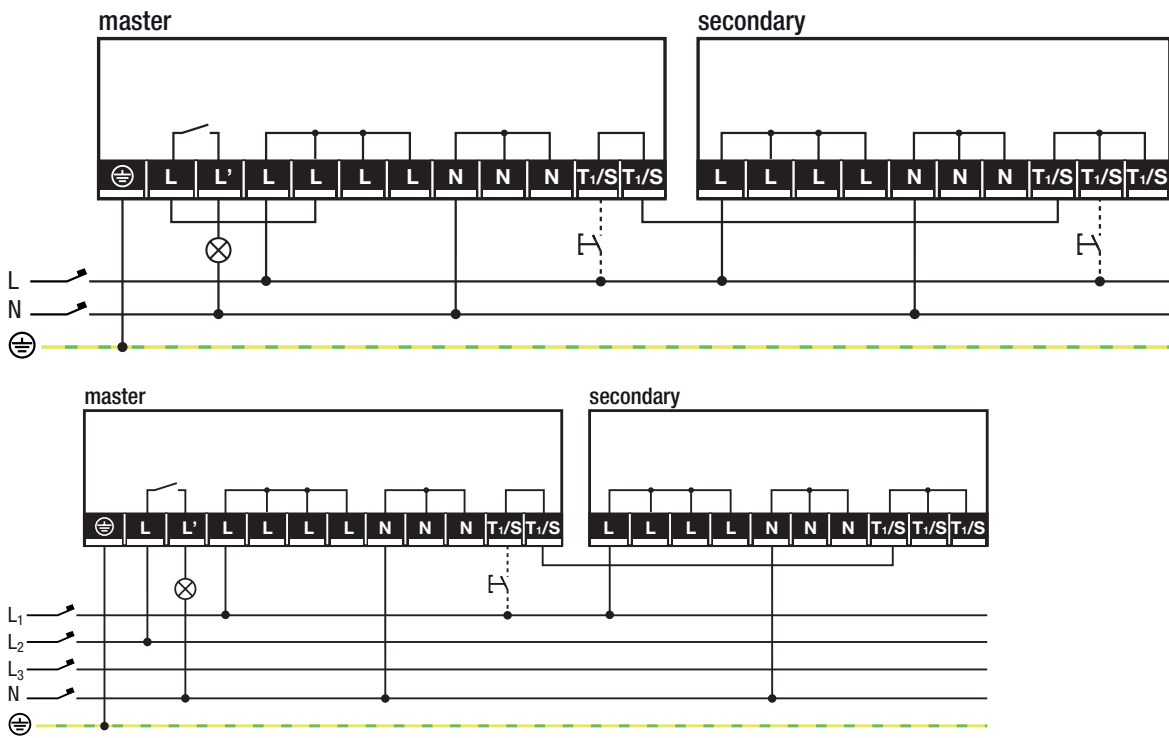 master secondary
L L' L L L L N N N T₁/S T₁/S L L L L N N N T₁/S T₁/S T₁/S
L
N
master secondary
L L' L L L L N N N T₁/S T₁/S L L L L N N N T₁/S T₁/S T₁/S
L₁
L₂
L₃
N